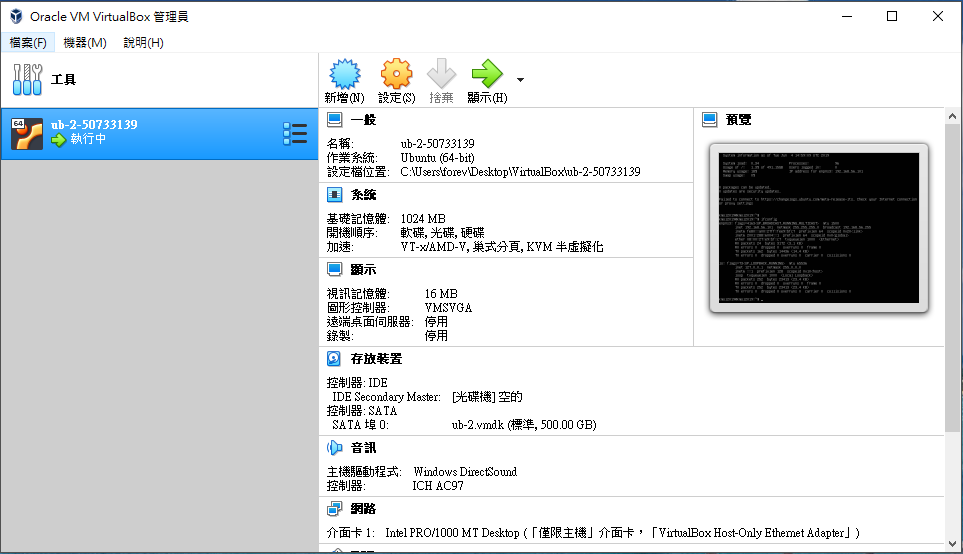 Oracle VM VirtualBox 管理員
檔案(F) 機器(M) 說明(H)
工具
新增(N) 設定(S) 捨棄 顯示(H)
64
ub-2-50733139
執行中
一般
名稱: ub-2-50733139
作業系統: Ubuntu (64-bit)
設定檔位置: C:\Users\forev\Desktop\VirtualBox\ub-2-50733139
預覽
系統
基礎記憶體: 1024 MB
開機順序: 軟碟, 光碟, 硬碟
加速: VT-x/AMD-V, 巢式分頁, KVM 半虛擬化
顯示
視訊記憶體: 16 MB
圖形控制器: VMSVGA
遠端桌面伺服器: 停用
錄製: 停用
存放裝置
控制器: IDE
IDE Secondary Master: [光碟機] 空的
控制器: SATA
SATA 埠 0: ub-2.vmdk (標準, 500.00 GB)
音訊
主機驅動程式: Windows DirectSound
控制器: ICH AC97
網路
介面卡 1: Intel PRO/1000 MT Desktop (「僅限主機」介面卡，「VirtualBox Host-Only Ethernet Adapter」)